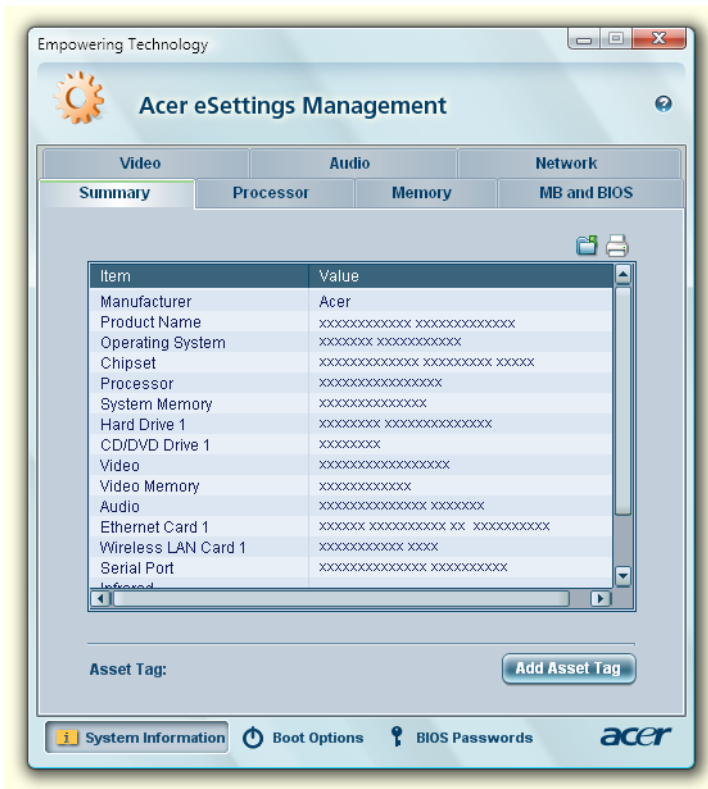 Empowering Technology
Acer eSettings Management
Video Audio Network
Summary Processor Memory MB and BIOS
Item Value
Manufacturer Acer
Product Name xxxxxxxxxxxx xxxxxxxxxxxxx
Operating System xxxxxxx xxxxxxxxxxx
Chipset xxxxxxxxxxxxx xxxxxxxxx xxxxx
Processor xxxxxxxxxxxxxxxx
System Memory xxxxxxxxxxxxxx
Hard Drive 1 xxxxxxxx xxxxxxxxxxxxxx
CD/DVD Drive 1 xxxxxxxx
Video xxxxxxxxxxxxxxxxx
Video Memory xxxxxxxxxxxx
Audio xxxxxxxxxxxxxx xxxxxxx
Ethernet Card 1 xxxxxx xxxxxxxxxx xx xxxxxxxxxx
Wireless LAN Card 1 xxxxxxxxxxx xxxx
Serial Port xxxxxxxxxxxxxx xxxxxxxxxx
Infrared
Asset Tag: Add Asset Tag
System Information Boot Options BIOS Passwords acer